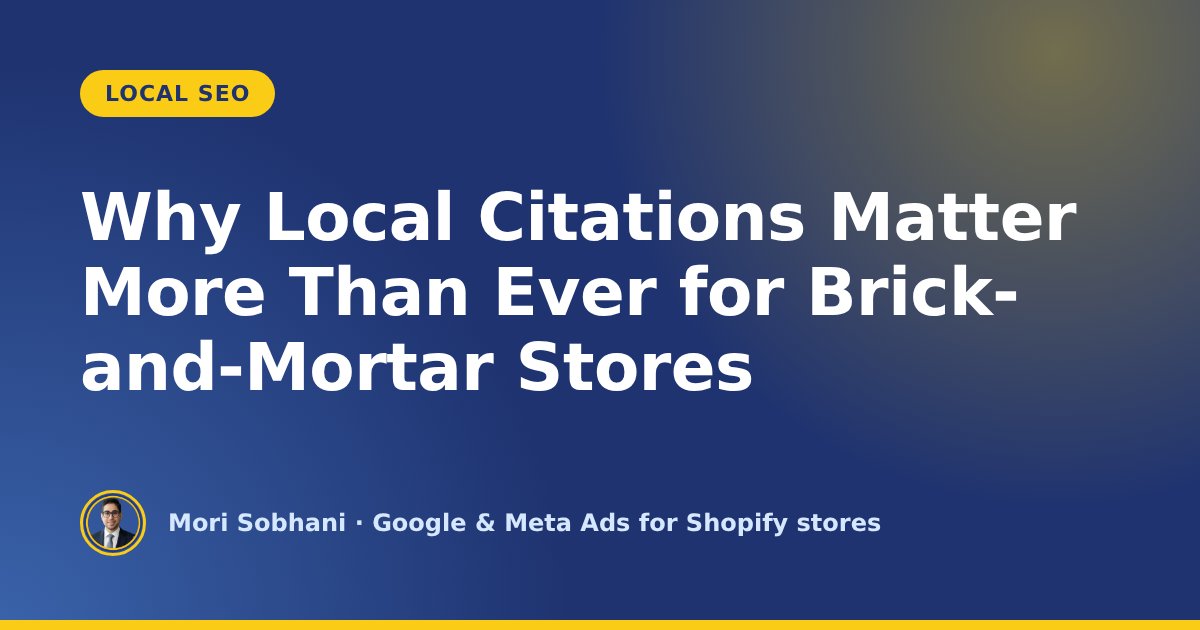 LOCAL SEO
Why Local Citations Matter
More Than Ever for Brick-
and-Mortar Stores
Mori Sobhani · Google & Meta Ads for Shopify stores